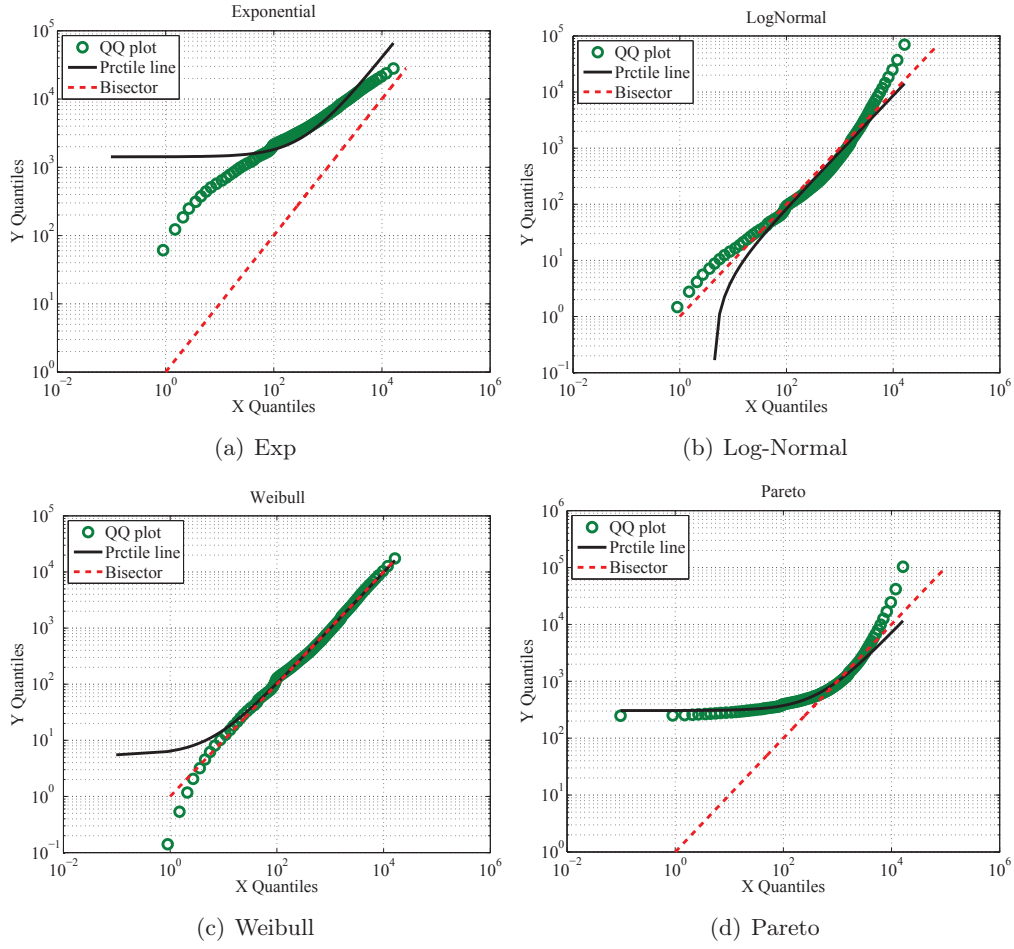 Exponential
10^5
10^4
10^3
10^2
10^1
10^0
Y Quantiles
QQ plot
Prctile line
Bisector
10^-2
10^0
10^2
10^4
10^6
X Quantiles
(a) Exp
LogNormal
10^5
10^4
10^3
10^2
10^1
10^0
10^-1
Y Quantiles
QQ plot
Prctile line
Bisector
10^-2
10^0
10^2
10^4
10^6
X Quantiles
(b) Log-Normal
Weibull
10^5
10^4
10^3
10^2
10^1
10^0
10^-1
Y Quantiles
QQ plot
Prctile line
Bisector
10^-2
10^0
10^2
10^4
10^6
X Quantiles
(c) Weibull
Pareto
10^6
10^5
10^4
10^3
10^2
10^1
10^0
Y Quantiles
QQ plot
Prctile line
Bisector
10^-2
10^0
10^2
10^4
10^6
X Quantiles
(d) Pareto